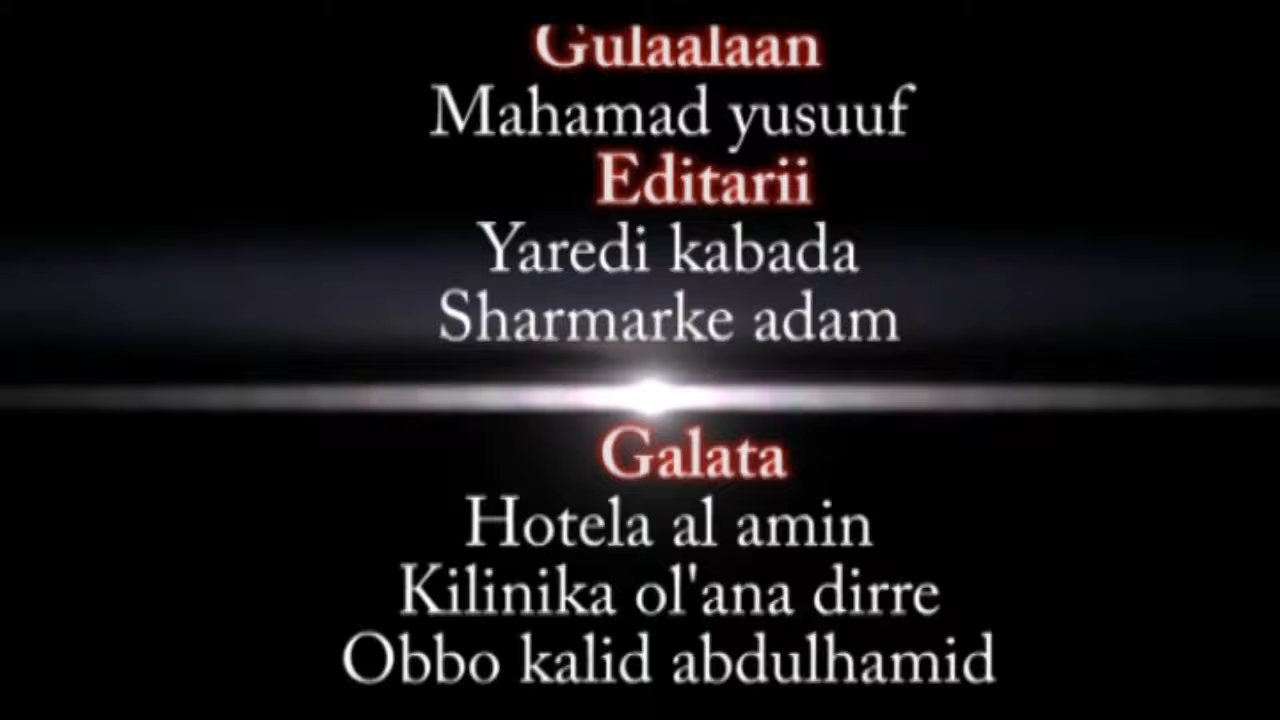 Gulaalaan
Mahamad yusuuf
Editarii
Yaredi kabada
Sharmarke adam
Galata
Hotela al amin
Kilinika ol'ana dirre
Obbo kalid abdulhamid